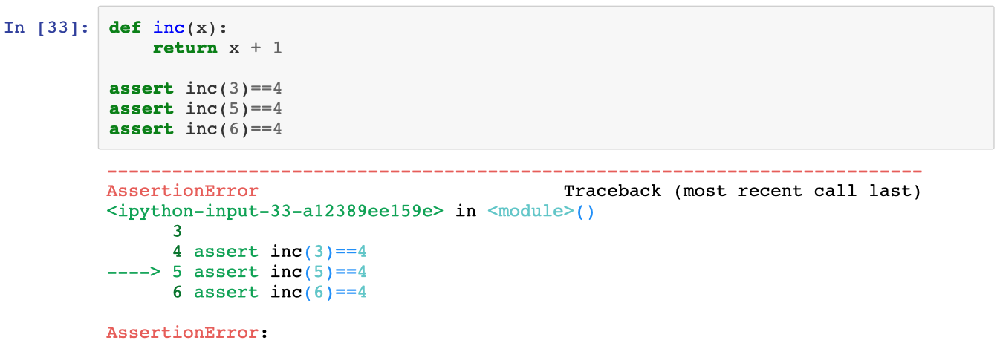 In [33]: def inc(x):
    return x + 1

assert inc(3)==4
assert inc(5)==4
assert inc(6)==4

---------------------------------------------------------------------------
AssertionError                            Traceback (most recent call last)
<ipython-input-33-a12389ee159e> in <module>()
      3
      4 assert inc(3)==4
----> 5 assert inc(5)==4
      6 assert inc(6)==4

AssertionError: